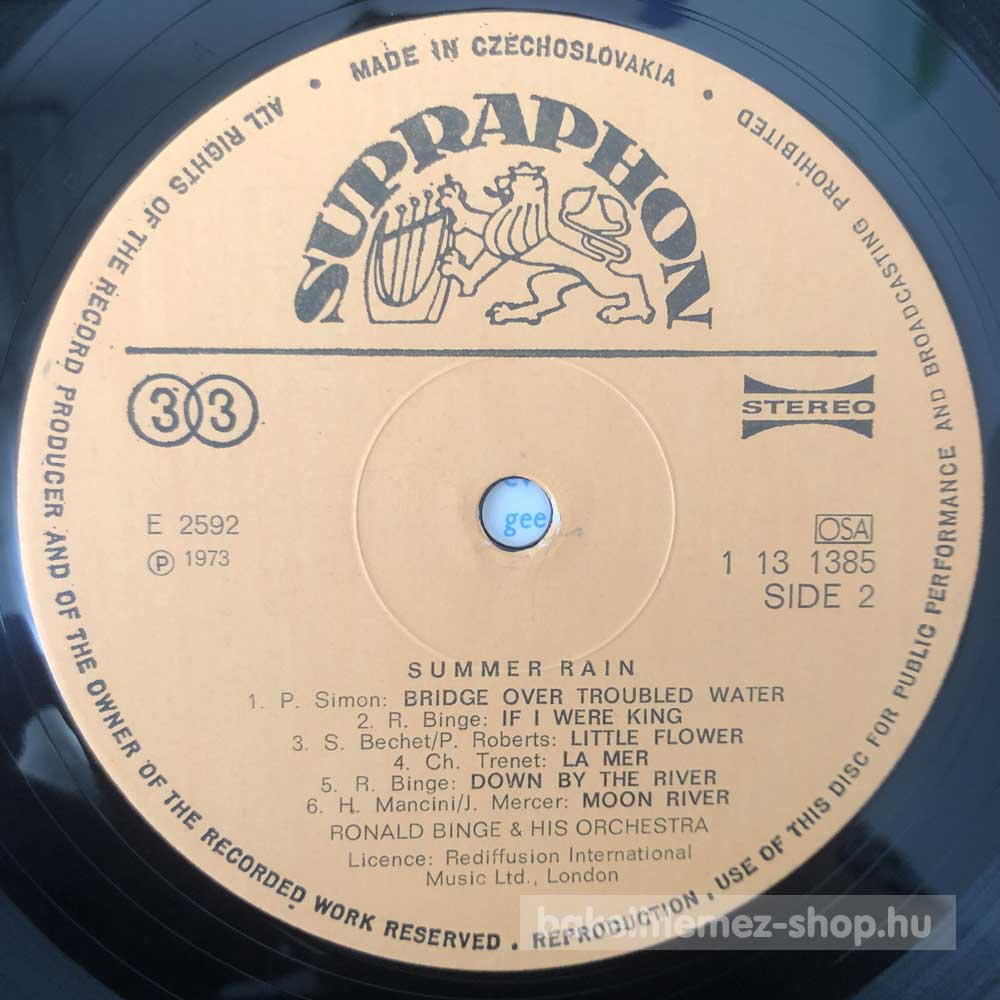 MADE IN CZECHOSLOVAKIA
SUPRAPHON
33
STEREO
E 2592
℗ 1973
gee
OSA
1 13 1385
SIDE 2
SUMMER RAIN
1. P. Simon: BRIDGE OVER TROUBLED WATER
2. R. Binge: IF I WERE KING
3. S. Bechet/P. Roberts: LITTLE FLOWER
4. Ch. Trenet: LA MER
5. R. Binge: DOWN BY THE RIVER
6. H. Mancini/J. Mercer: MOON RIVER
RONALD BINGE & HIS ORCHESTRA
Licence: Rediffusion International
Music Ltd., London
ALL RIGHTS OF THE RECORD PRODUCER AND OF THE OWNER OF THE RECORDED WORK RESERVED . REPRODUCTION, USE OF THIS DISC FOR PUBLIC PERFORMANCE AND BROADCASTING PROHIBITED
bakelitlemez-shop.hu